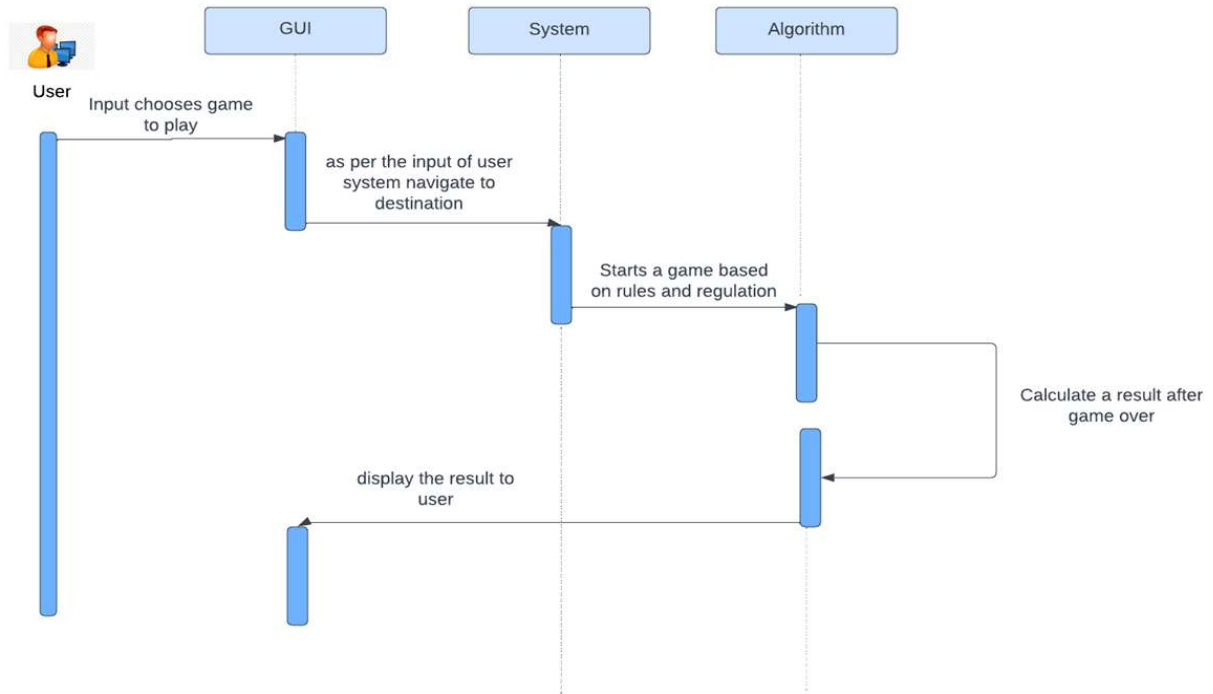 GUI
System
Algorithm
User
Input chooses game
to play
as per the input of user
system navigate to
destination
Starts a game based
on rules and regulation
Calculate a result after
game over
display the result to
user